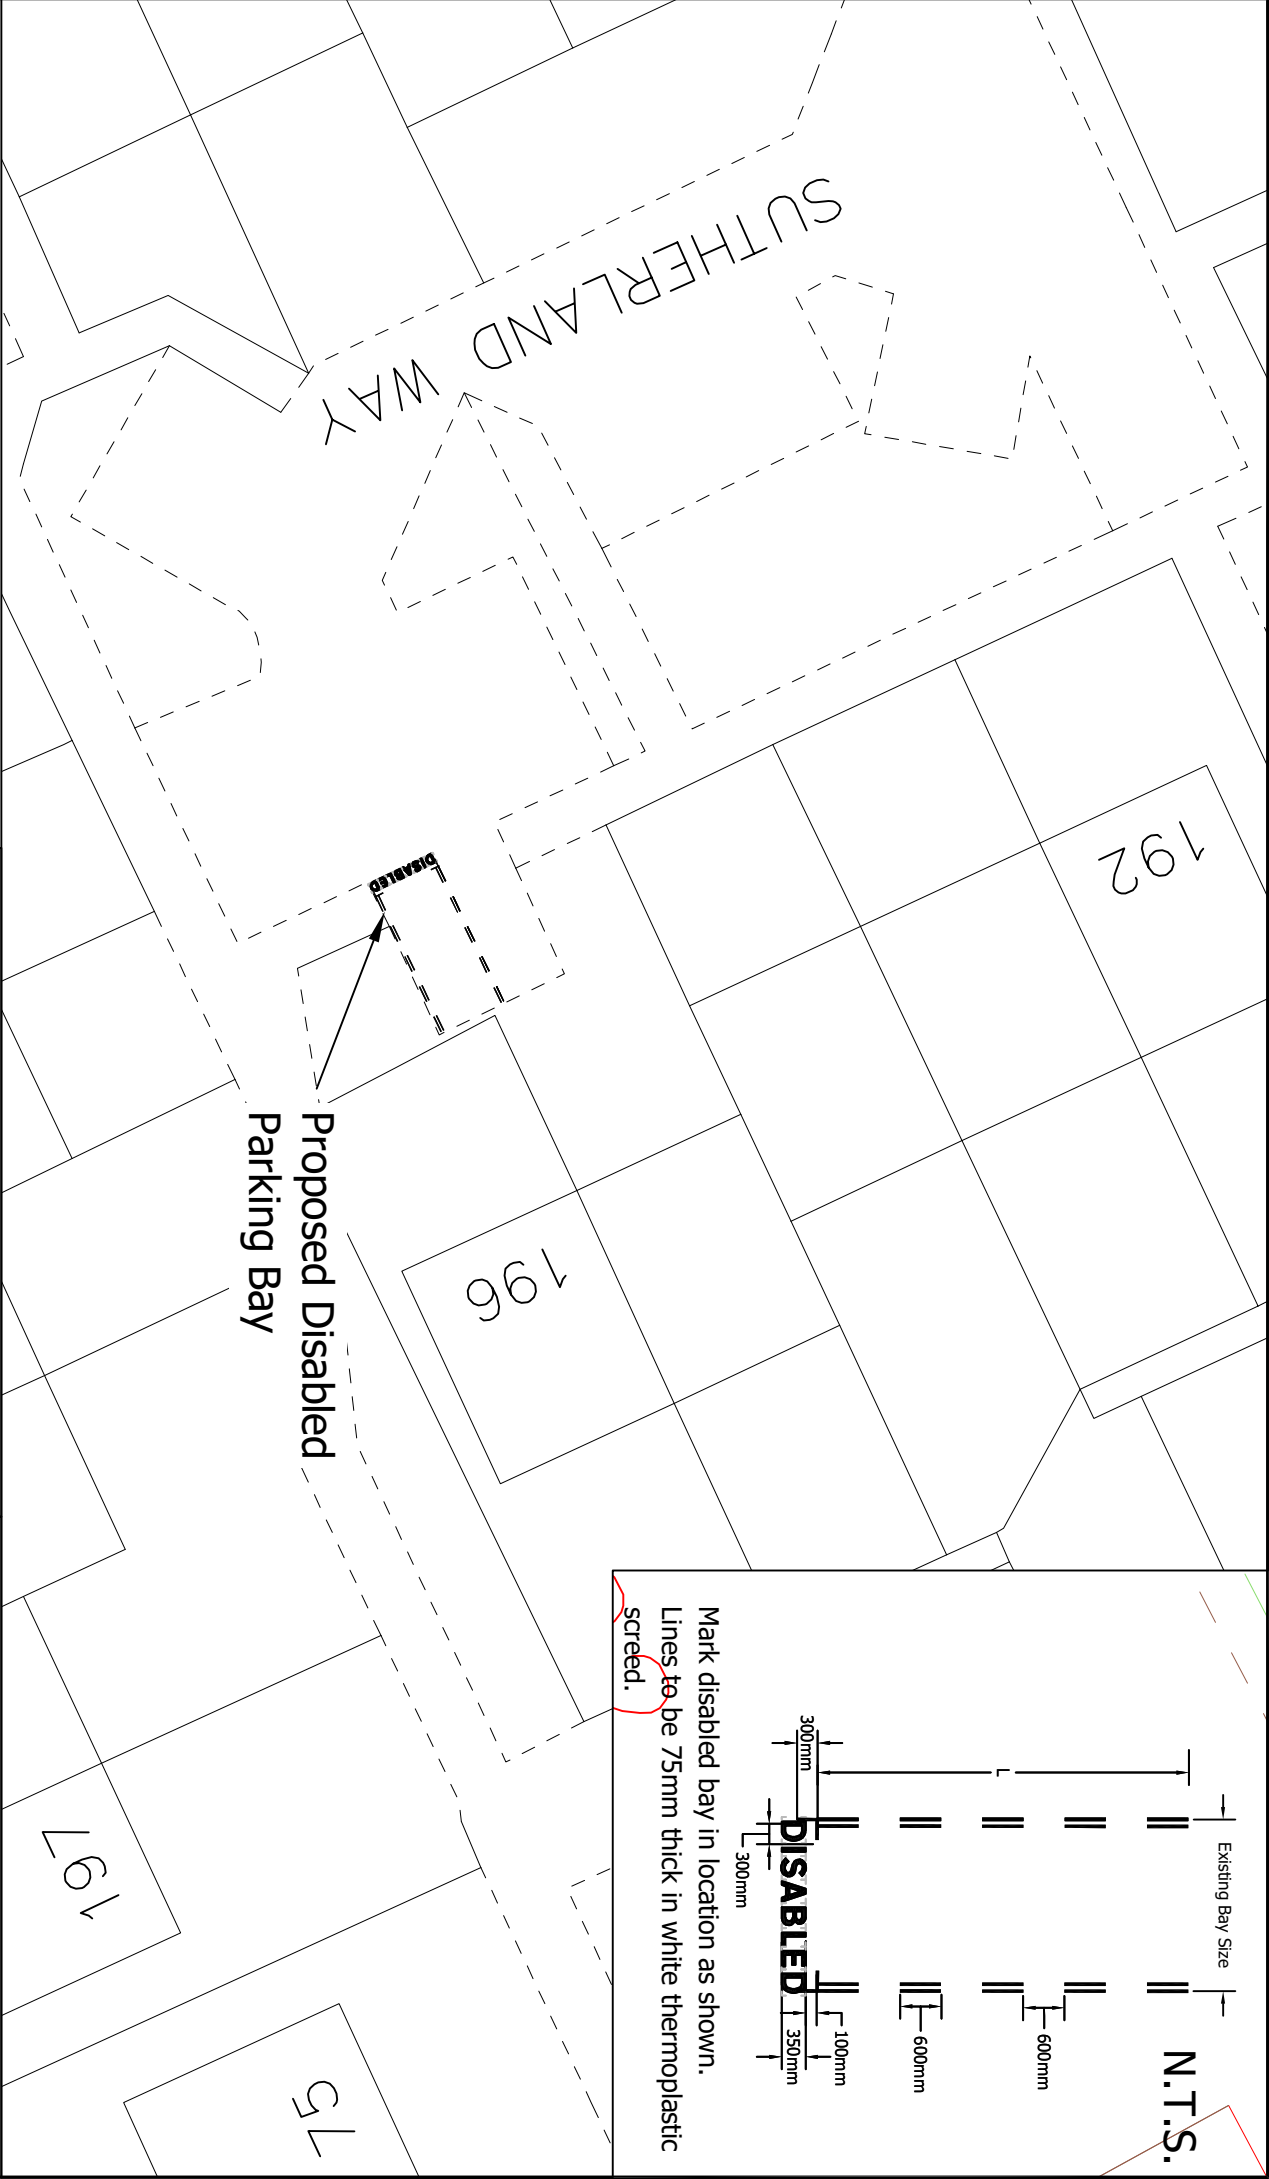 SUTHERLAND WAY
192
DISABLED
Proposed Disabled
Parking Bay
196
197
75
N.T.S.
Existing Bay Size
600mm
600mm
L
100mm
350mm
300mm
300mm
DISABLED
Mark disabled bay in location as shown.
Lines to be 75mm thick in white thermoplastic
screed.